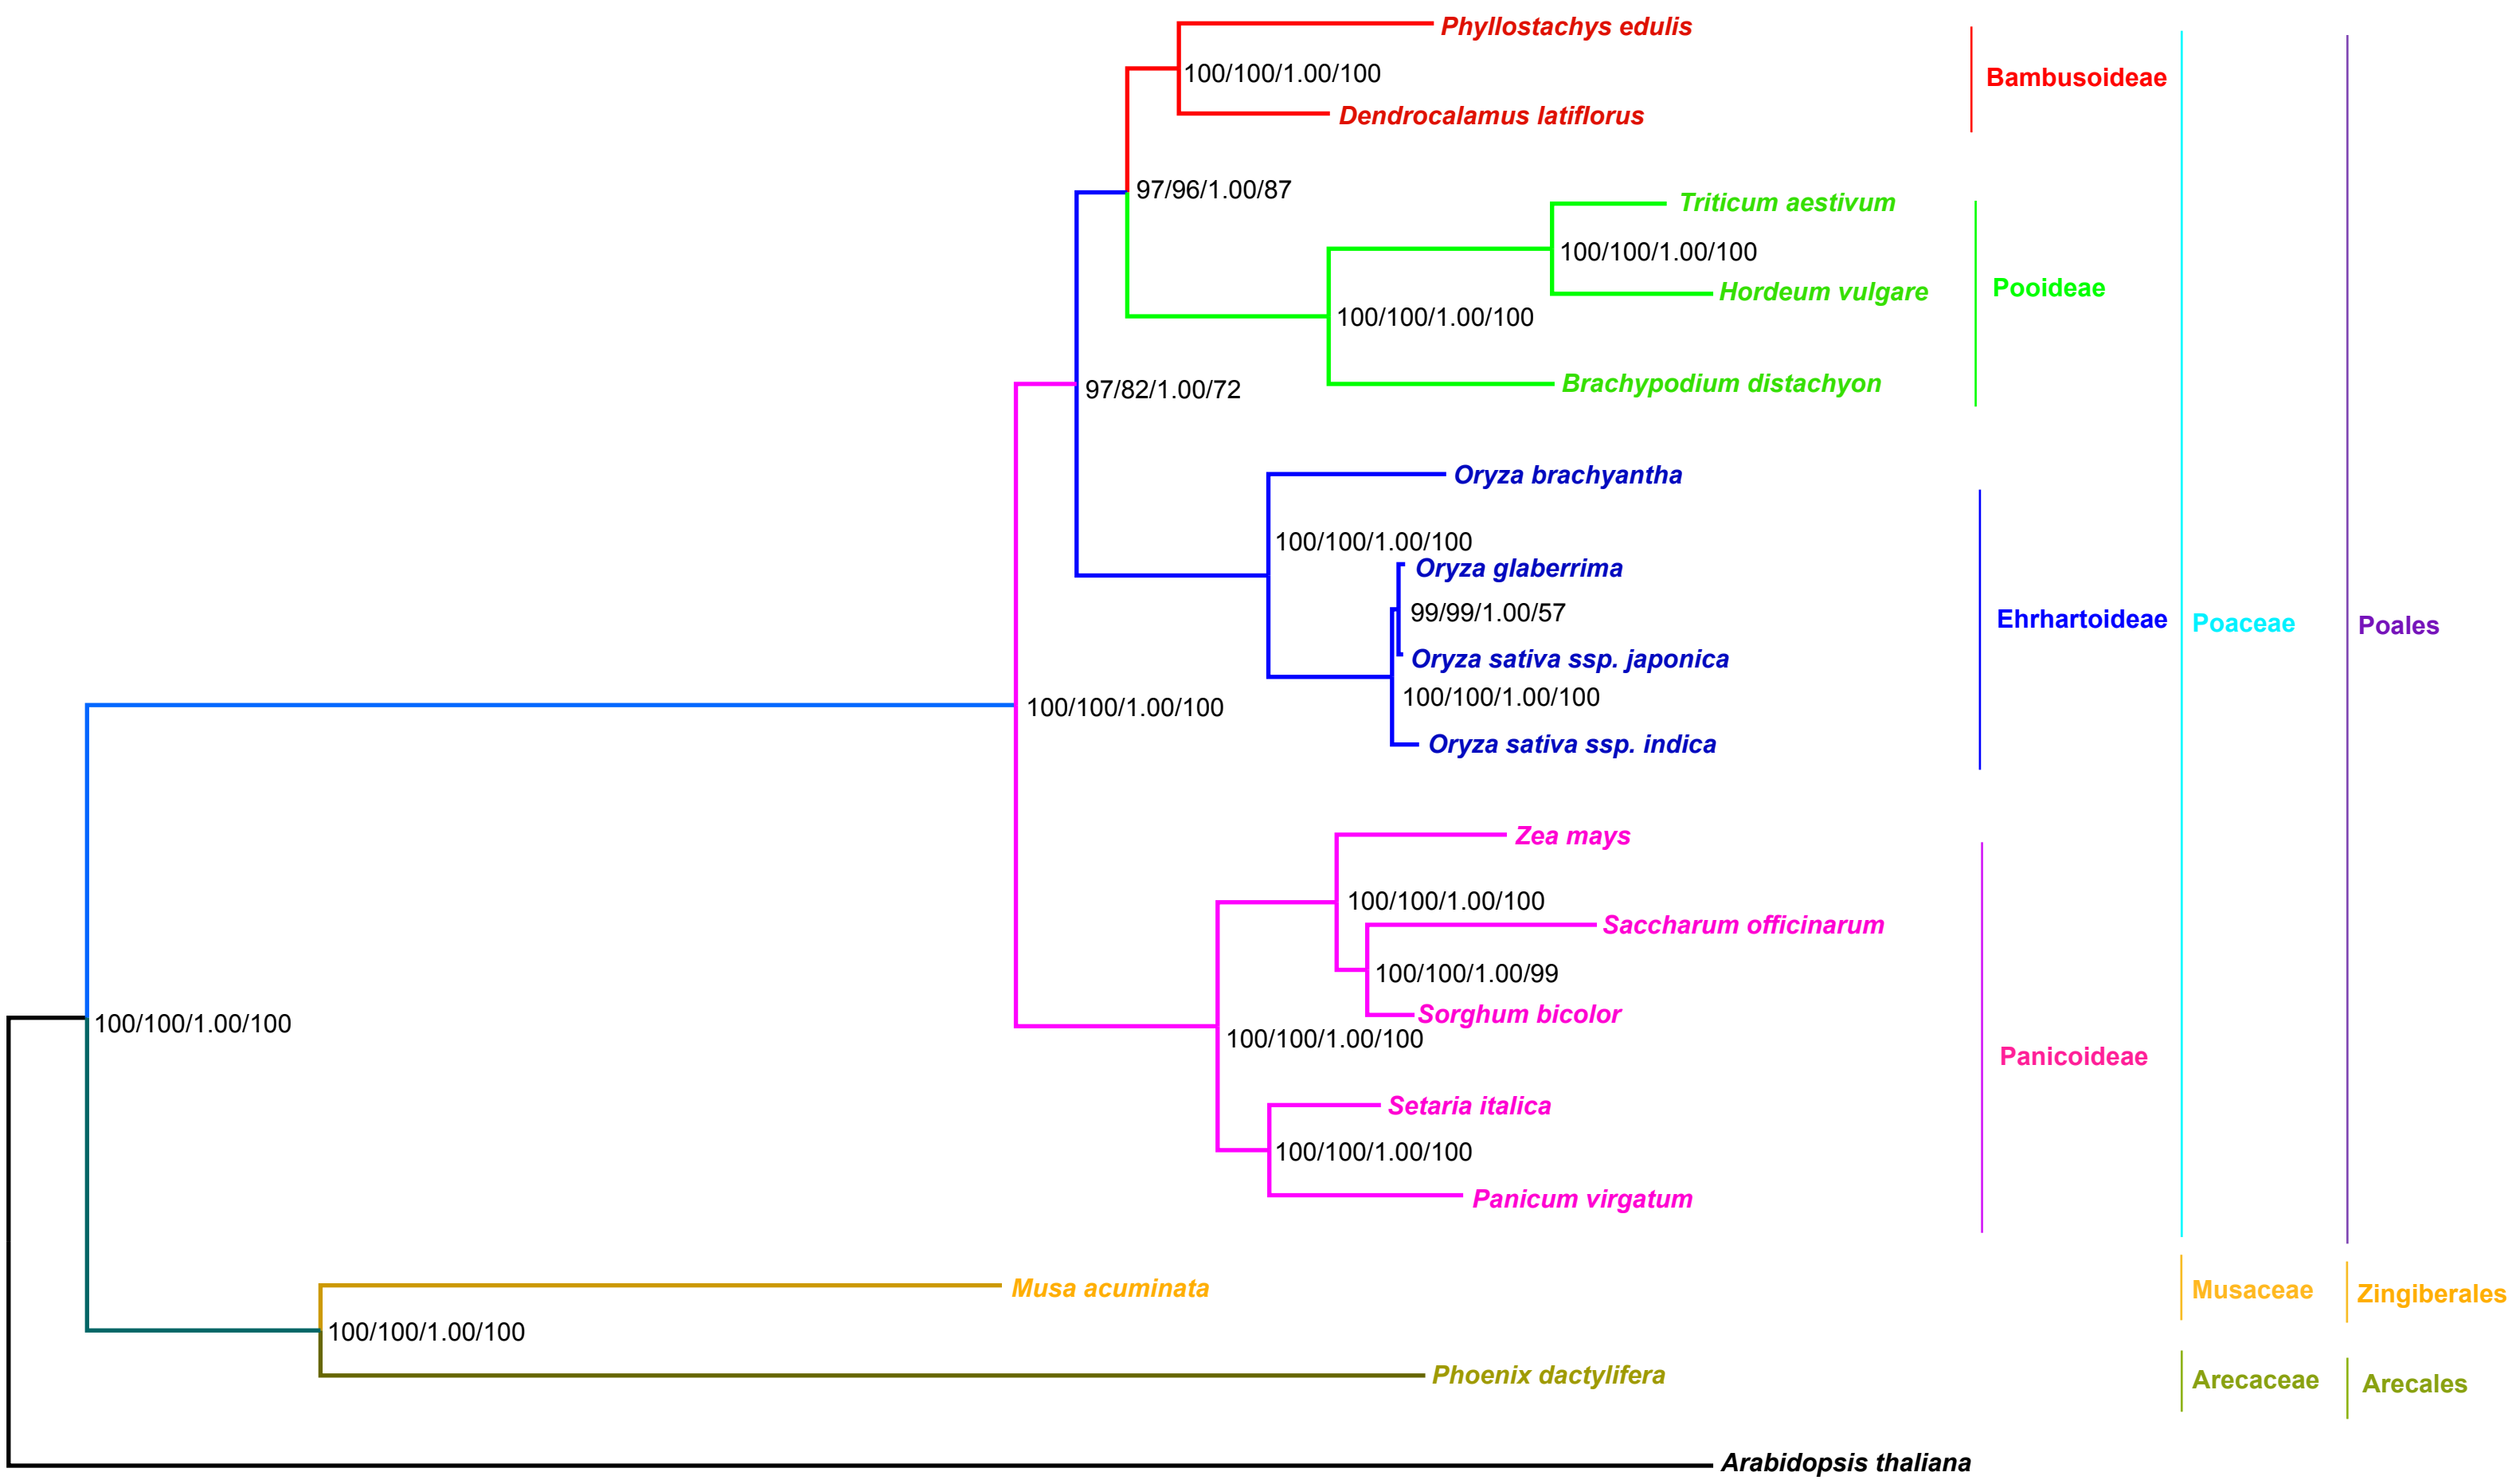 Phyllostachys edulis
100/100/1.00/100
Bambusoideae
Dendrocalamus latiflorus
97/96/1.00/87
Triticum aestivum
100/100/1.00/100
Hordeum vulgare
Pooideae
100/100/1.00/100
Brachypodium distachyon
97/82/1.00/72
Oryza brachyantha
100/100/1.00/100
Oryza glaberrima
99/99/1.00/57
Ehrhartoideae
Poaceae
Poales
Oryza sativa ssp. japonica
100/100/1.00/100
100/100/1.00/100
Oryza sativa ssp. indica
Zea mays
100/100/1.00/100
Saccharum officinarum
100/100/1.00/99
Sorghum bicolor
100/100/1.00/100
100/100/1.00/100
Panicoideae
Setaria italica
100/100/1.00/100
Panicum virgatum
Musa acuminata
Musaceae
Zingiberales
100/100/1.00/100
Phoenix dactylifera
Arecaceae
Arecales
Arabidopsis thaliana